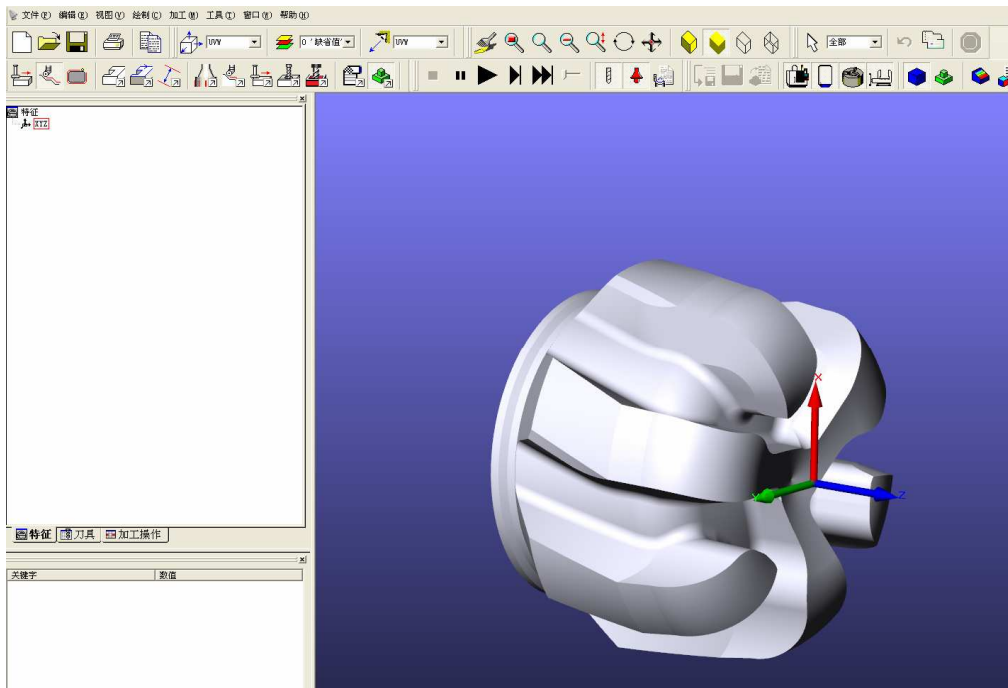 文件(F) 编辑(E) 视图(V) 绘制(C) 加工(M) 工具(T) 窗口(W) 帮助(H)
UVW 0 '缺省值' UVW 全部
特征
XYZ
特征 刀具 加工操作
关键字 数值
X
Y
Z